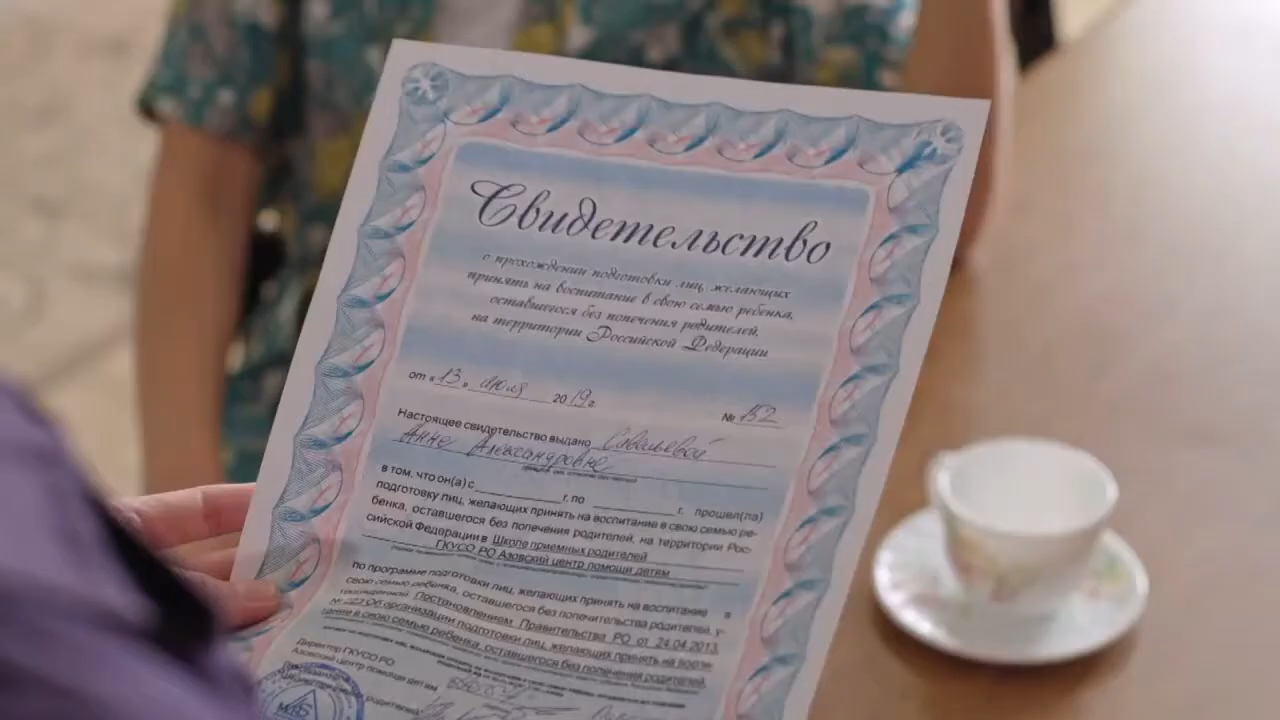 Свидетельство
о прохождении подготовки лиц, желающих
принять на воспитание в свою семью ребенка,
оставшегося без попечения родителей,
на территории Российской Федерации
от «13» июля 2019г.
№ 152
Настоящее свидетельство выдано Савельевой
Анне Александровне
в том, что он(а) с г. по г. прошел(ла)
подготовку лиц, желающих принять на воспитание в свою семью ре-
бенка, оставшегося без попечения родителей, на территории Рос-
сийской Федерации в Школе приемных родителей
ГКУСО РО Азовский центр помощи детям
по программе подготовки лиц, желающих принять на воспитание в
свою семью ребенка, оставшегося без попечительства родителей, у-
твержденной Постановлением Правительства РО от 24.04.2013.
Об организации подготовки лиц, желающих принять на воспи-
тание в свою семью ребенка, оставшегося без попечений родителей.
Директор ГКУСО РО
Азовский центр помощи детям
родителей